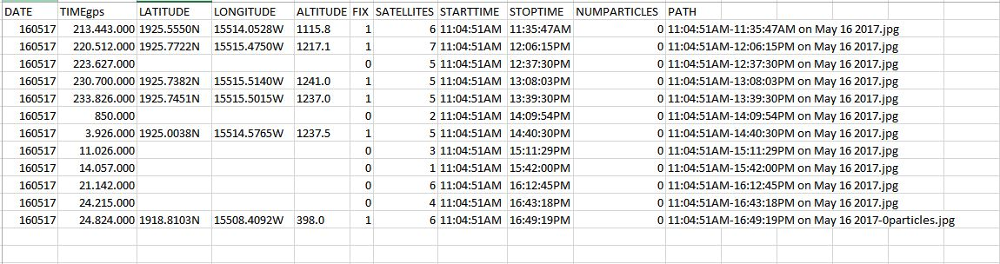 DATE TIMEgps LATITUDE LONGITUDE ALTITUDE FIX SATELLITES STARTTIME STOPTIME NUMPARTICLES PATH
160517 213.443.000 1925.5550N 15514.0528W 1115.8 1 6 11:04:51AM 11:35:47AM 0 11:04:51AM-11:35:47AM on May 16 2017.jpg
160517 220.512.000 1925.7722N 15515.4750W 1217.1 1 7 11:04:51AM 12:06:15PM 0 11:04:51AM-12:06:15PM on May 16 2017.jpg
160517 223.627.000 0 5 11:04:51AM 12:37:30PM 0 11:04:51AM-12:37:30PM on May 16 2017.jpg
160517 230.700.000 1925.7382N 15515.5140W 1241.0 1 5 11:04:51AM 13:08:03PM 0 11:04:51AM-13:08:03PM on May 16 2017.jpg
160517 233.826.000 1925.7451N 15515.5015W 1237.0 1 5 11:04:51AM 13:39:30PM 0 11:04:51AM-13:39:30PM on May 16 2017.jpg
160517 850.000 0 2 11:04:51AM 14:09:54PM 0 11:04:51AM-14:09:54PM on May 16 2017.jpg
160517 3.926.000 1925.0038N 15514.5765W 1237.5 1 5 11:04:51AM 14:40:30PM 0 11:04:51AM-14:40:30PM on May 16 2017.jpg
160517 11.026.000 0 3 11:04:51AM 15:11:29PM 0 11:04:51AM-15:11:29PM on May 16 2017.jpg
160517 14.057.000 0 1 11:04:51AM 15:42:00PM 0 11:04:51AM-15:42:00PM on May 16 2017.jpg
160517 21.142.000 0 6 11:04:51AM 16:12:45PM 0 11:04:51AM-16:12:45PM on May 16 2017.jpg
160517 24.215.000 0 4 11:04:51AM 16:43:18PM 0 11:04:51AM-16:43:18PM on May 16 2017.jpg
160517 24.824.000 1918.8103N 15508.4092W 398.0 1 6 11:04:51AM 16:49:19PM 0 11:04:51AM-16:49:19PM on May 16 2017-0particles.jpg